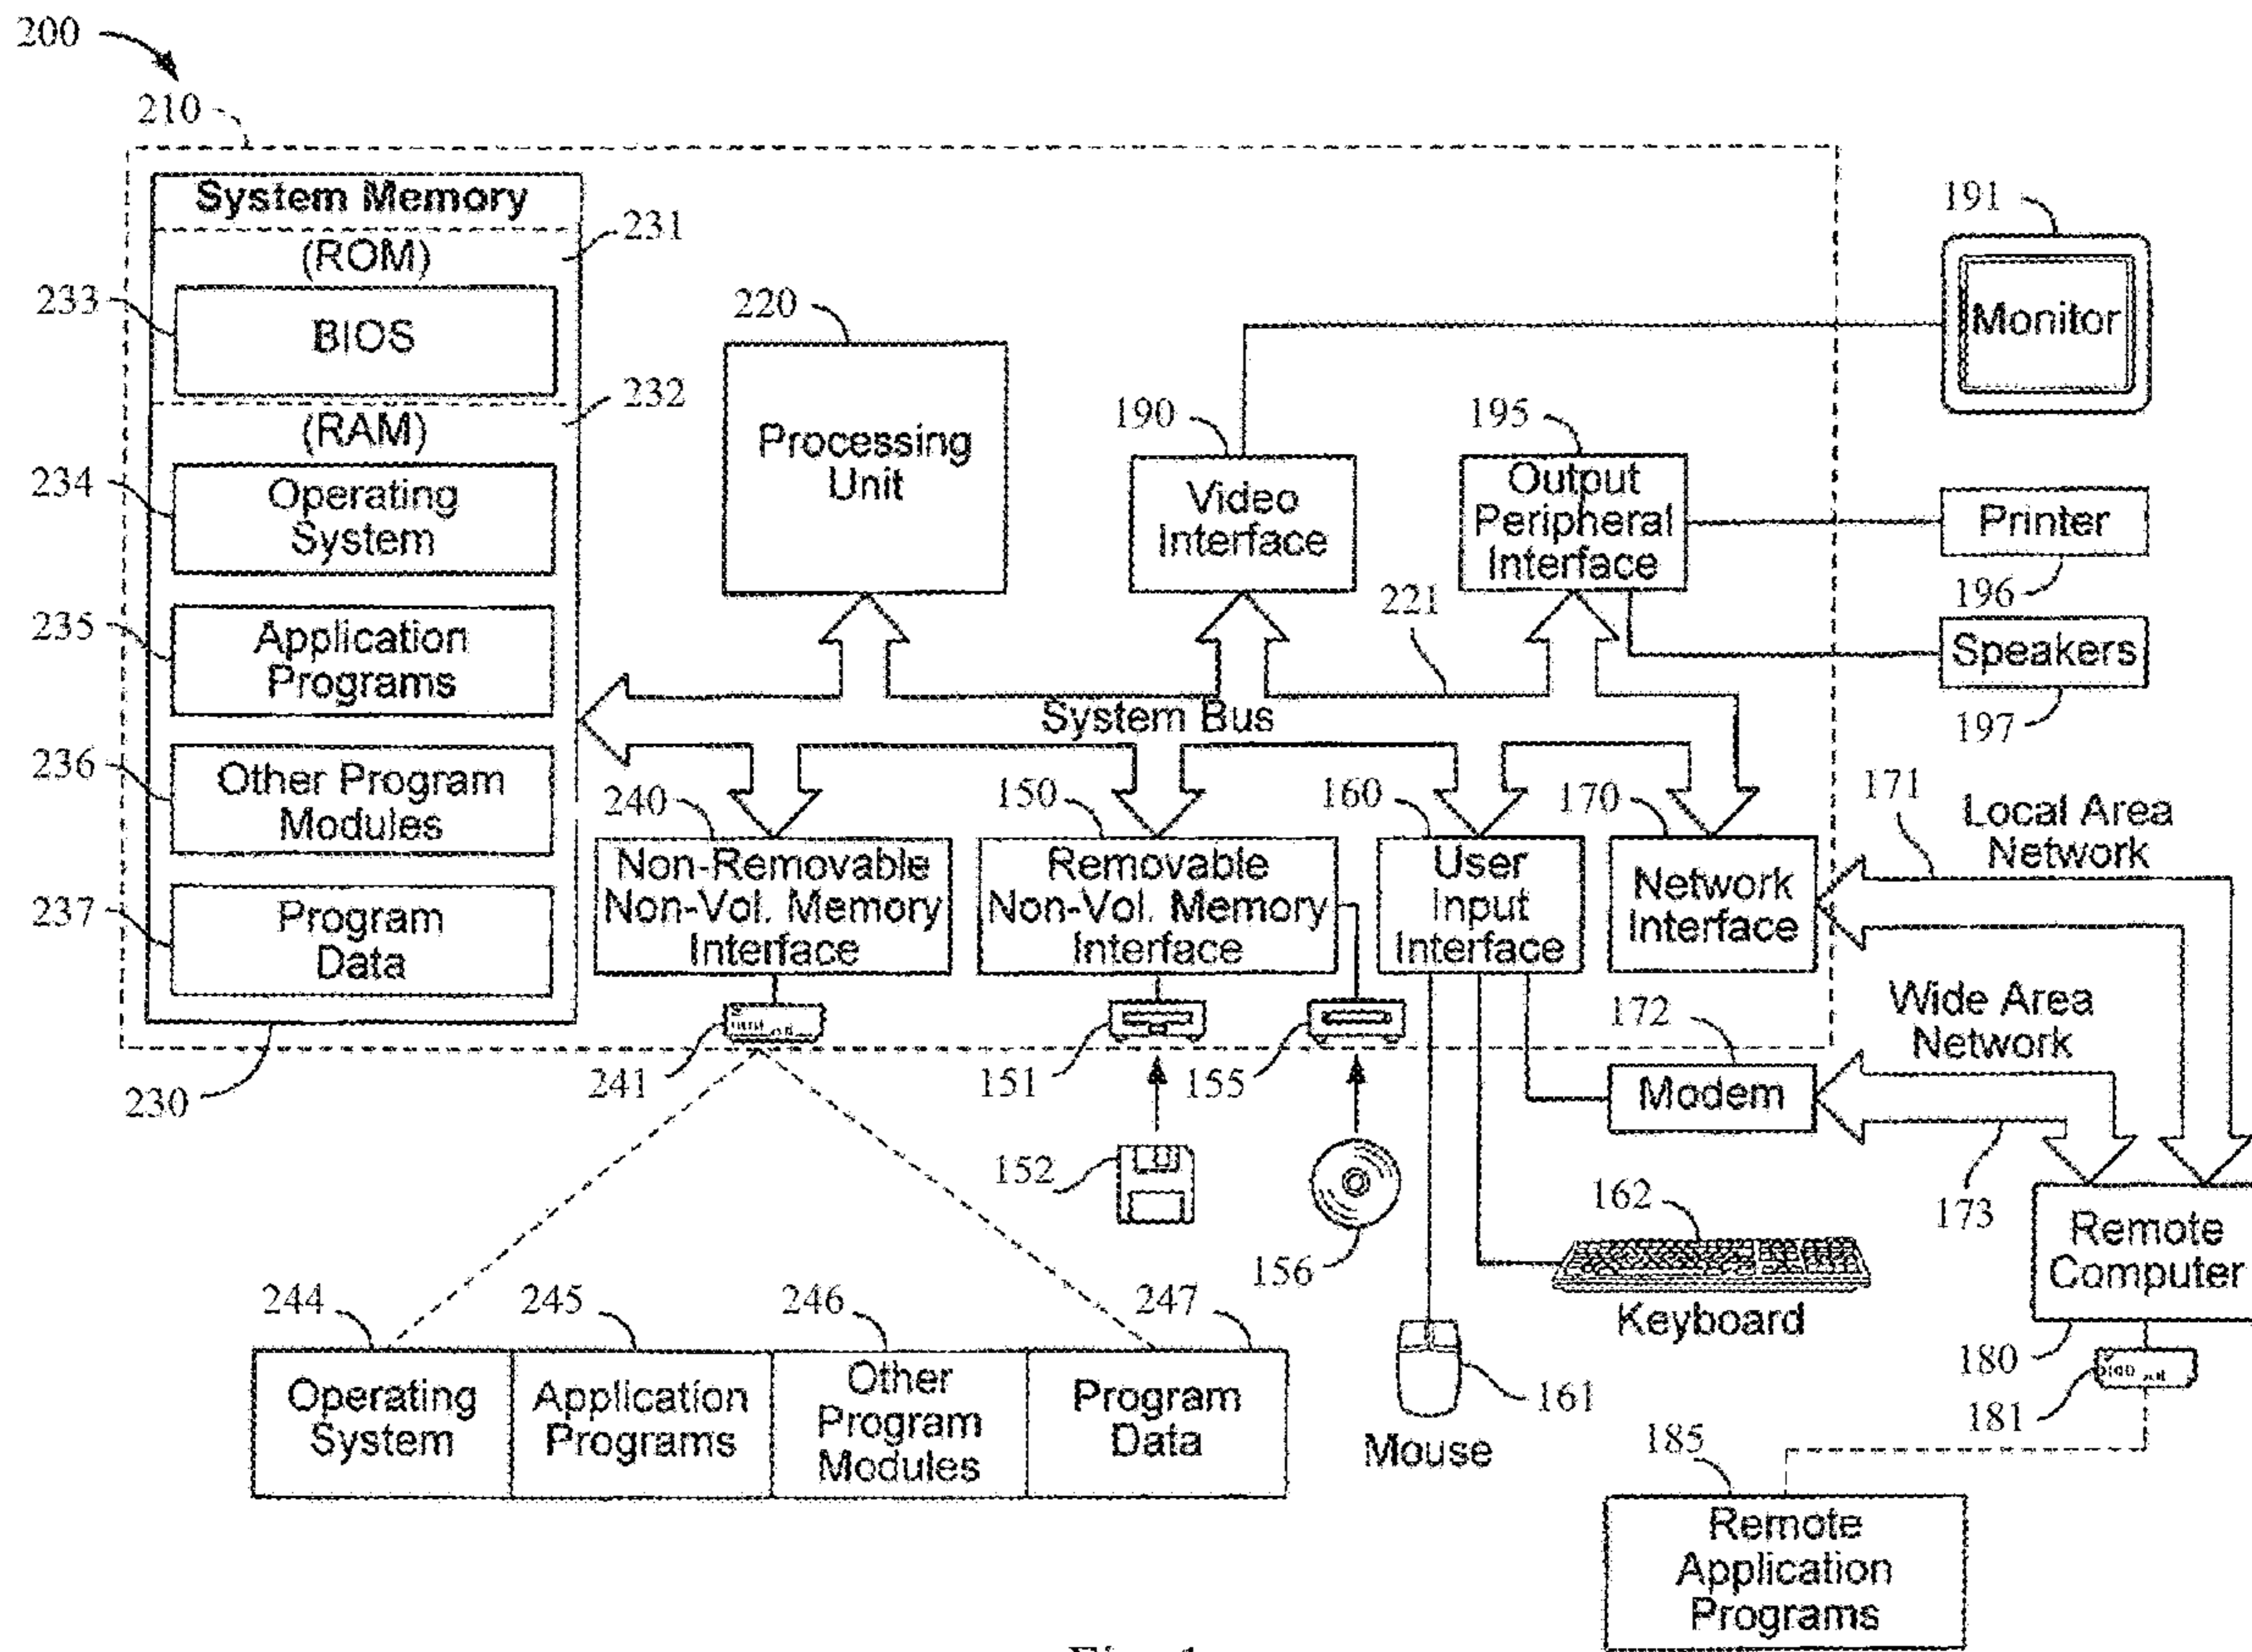 200
210
System Memory
(ROM)
231
233
BIOS
232
(RAM)
234
Operating
System
235
Application
Programs
236
Other Program
Modules
237
Program
Data
230
220
Processing
Unit
190
Video
Interface
195
Output
Peripheral
Interface
221
System Bus
191
Monitor
Printer
196
Speakers
197
240
Non-Removable
Non-Vol. Memory
Interface
150
Removable
Non-Vol. Memory
Interface
160
User
Input
Interface
170
Network
Interface
171
Local Area
Network
Wide Area
Network
172
Modem
173
241
151
155
152
156
162
Keyboard
161
Mouse
Remote
Computer
180
181
185
Remote
Application
Programs
244
245
246
247
Operating
System
Application
Programs
Other
Program
Modules
Program
Data